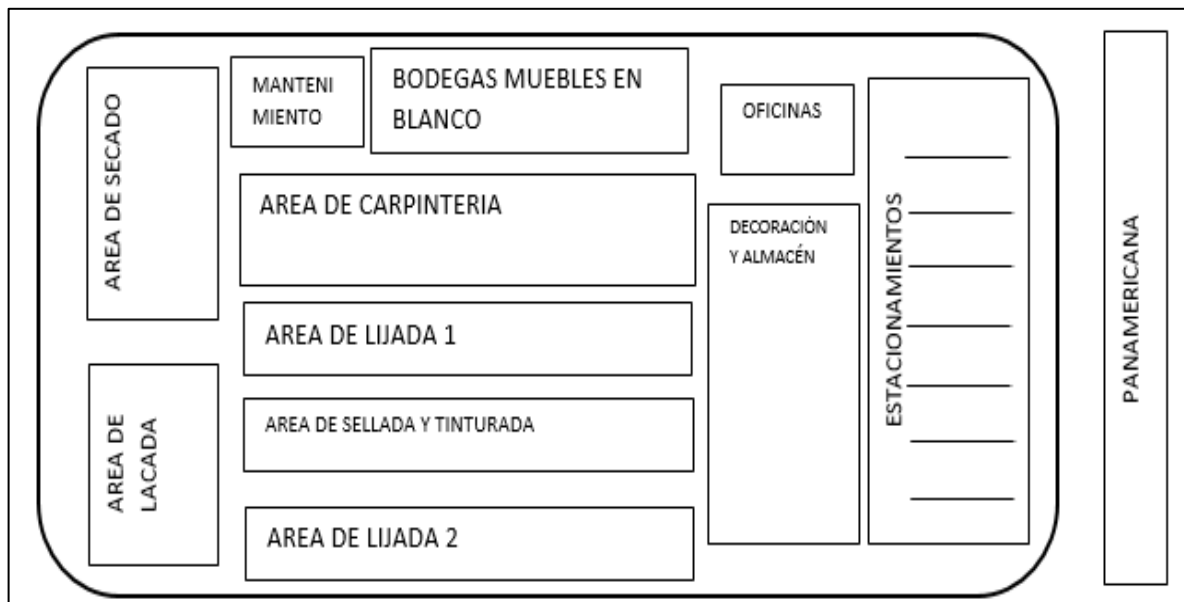 AREA DE SECADO
MANTENI
MIENTO
BODEGAS MUEBLES EN
BLANCO
OFICINAS
AREA DE CARPINTERIA
DECORACIÓN
Y ALMACÉN
ESTACIONAMIENTOS
PANAMERICANA
AREA DE LIJADA 1
AREA DE
LACADA
AREA DE SELLADA Y TINTURADA
AREA DE LIJADA 2